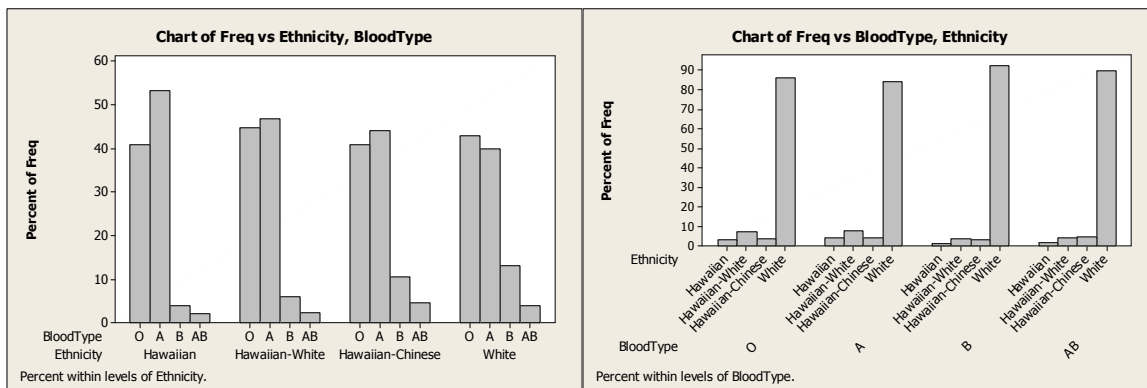 Chart of Freq vs Ethnicity, BloodType
Percent of Freq
60
50
40
30
20
10
0
BloodType O A B AB O A B AB O A B AB O A B AB
Ethnicity Hawaiian Hawaiian-White Hawaiian-Chinese White
Percent within levels of Ethnicity.
Chart of Freq vs BloodType, Ethnicity
Percent of Freq
90
80
70
60
50
40
30
20
10
0
Ethnicity Hawaiian Hawaiian-White Hawaiian-Chinese White Hawaiian Hawaiian-White Hawaiian-Chinese White Hawaiian Hawaiian-White Hawaiian-Chinese White Hawaiian Hawaiian-White Hawaiian-Chinese White
BloodType O A B AB
Percent within levels of BloodType.